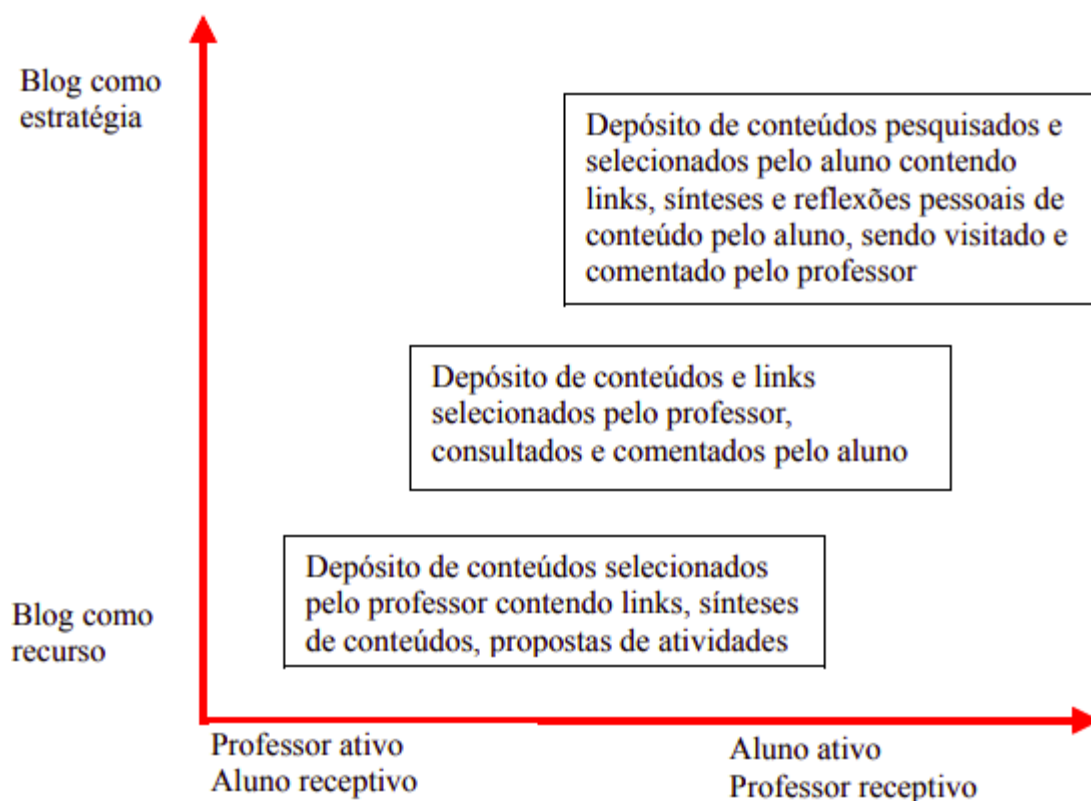 Blog como
estratégia
Depósito de conteúdos pesquisados e
selecionados pelo aluno contendo
links, sínteses e reflexões pessoais de
conteúdo pelo aluno, sendo visitado e
comentado pelo professor
Depósito de conteúdos e links
selecionados pelo professor,
consultados e comentados pelo aluno
Depósito de conteúdos selecionados
pelo professor contendo links, sínteses
de conteúdos, propostas de atividades
Blog como
recurso
Professor ativo
Aluno receptivo
Aluno ativo
Professor receptivo